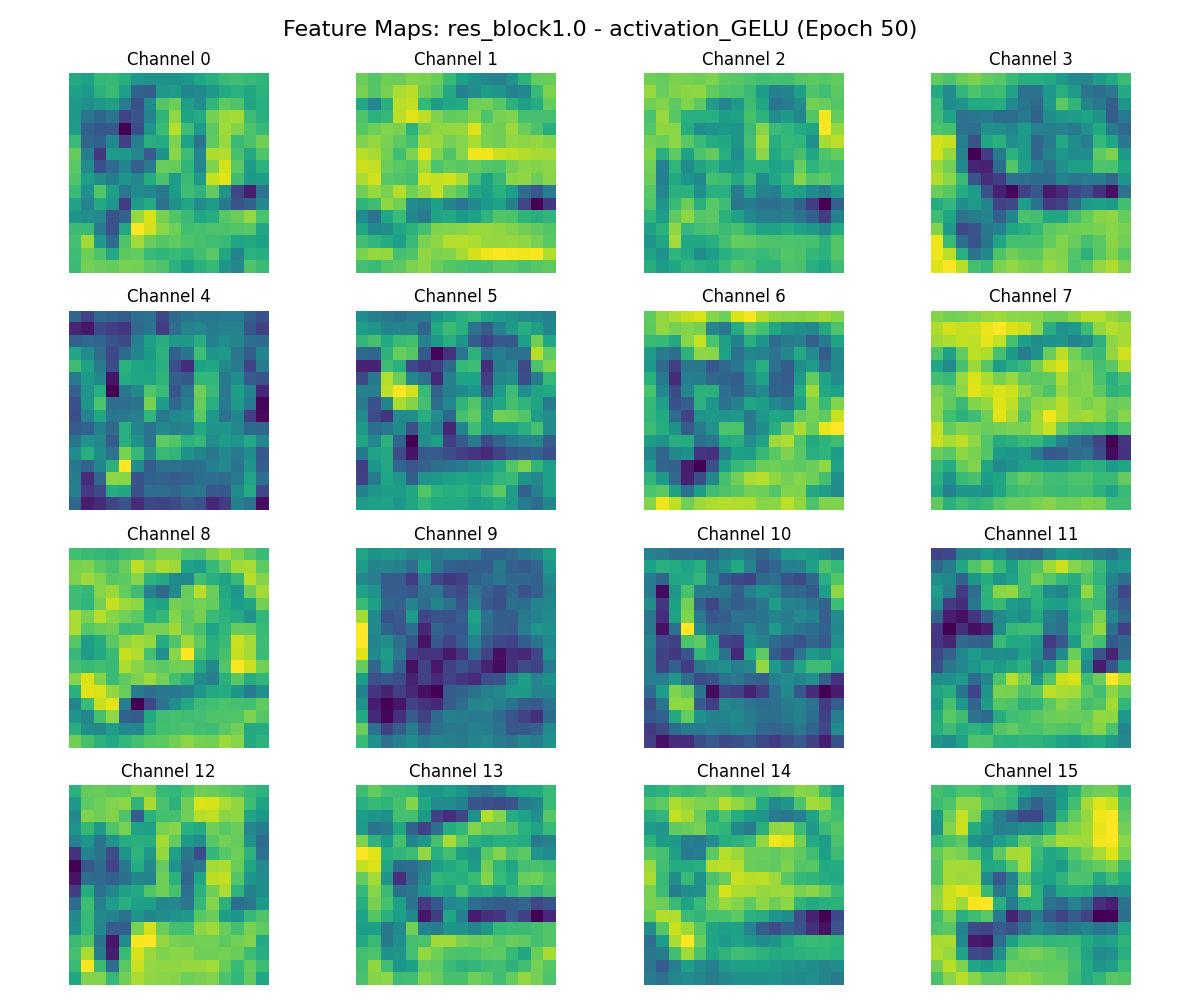 Feature Maps: res_block1.0 - activation_GELU (Epoch 50)
Channel 0
Channel 1
Channel 2
Channel 3
Channel 4
Channel 5
Channel 6
Channel 7
Channel 8
Channel 9
Channel 10
Channel 11
Channel 12
Channel 13
Channel 14
Channel 15